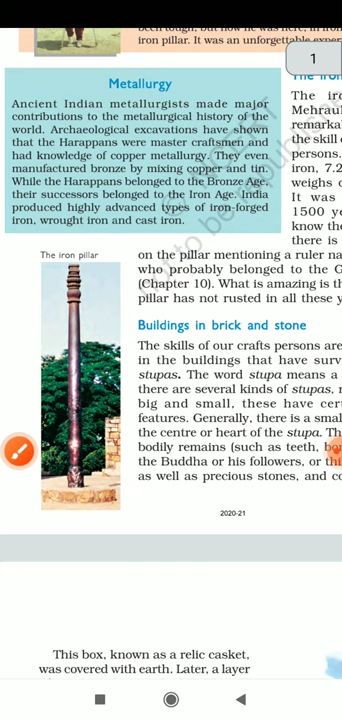 iron pillar. It was an unforgettable exper
1
Metallurgy
Ancient Indian metallurgists made major
contributions to the metallurgical history of the
world. Archaeological excavations have shown
that the Harappans were master craftsmen and
had knowledge of copper metallurgy. They even
manufactured bronze by mixing copper and tin.
While the Harappans belonged to the Bronze Age,
their successors belonged to the Iron Age. India
produced highly advanced types of iron-forged
iron, wrought iron and cast iron.
The iro
Mehraul
remarka
the skill o
persons.
iron, 7.2
weighs o
It was
1500 ye
know the
there is
The iron pillar
on the pillar mentioning a ruler na
who probably belonged to the G
(Chapter 10). What is amazing is th
pillar has not rusted in all these y
Buildings in brick and stone
The skills of our crafts persons are
in the buildings that have surv
stupas. The word stupa means a
there are several kinds of stupas, r
big and small, these have cert
features. Generally, there is a smal
the centre or heart of the stupa. Th
bodily remains (such as teeth, bon
the Buddha or his followers, or thi
as well as precious stones, and co
2020-21
This box, known as a relic casket,
was covered with earth. Later, a layer